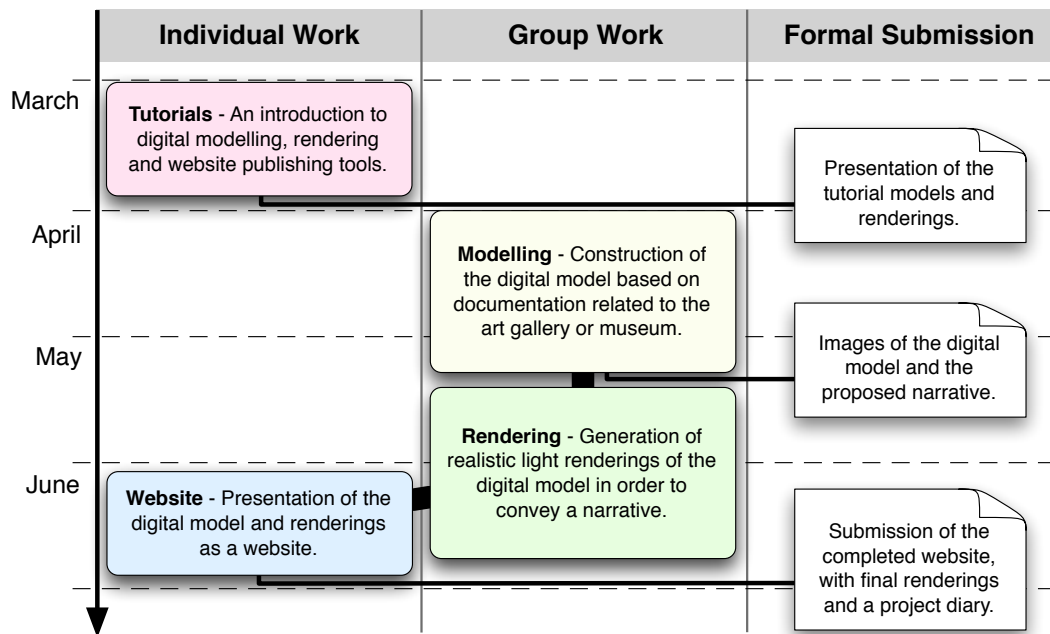 Individual Work
Group Work
Formal Submission
March
Tutorials - An introduction to
digital modelling, rendering
and website publishing tools.
Presentation of the
tutorial models and
renderings.
April
Modelling - Construction of
the digital model based on
documentation related to the
art gallery or museum.
May
Images of the digital
model and the
proposed narrative.
Rendering - Generation of
realistic light renderings of the
digital model in order to
convey a narrative.
June
Website - Presentation of the
digital model and renderings
as a website.
Submission of the
completed website,
with final renderings
and a project diary.